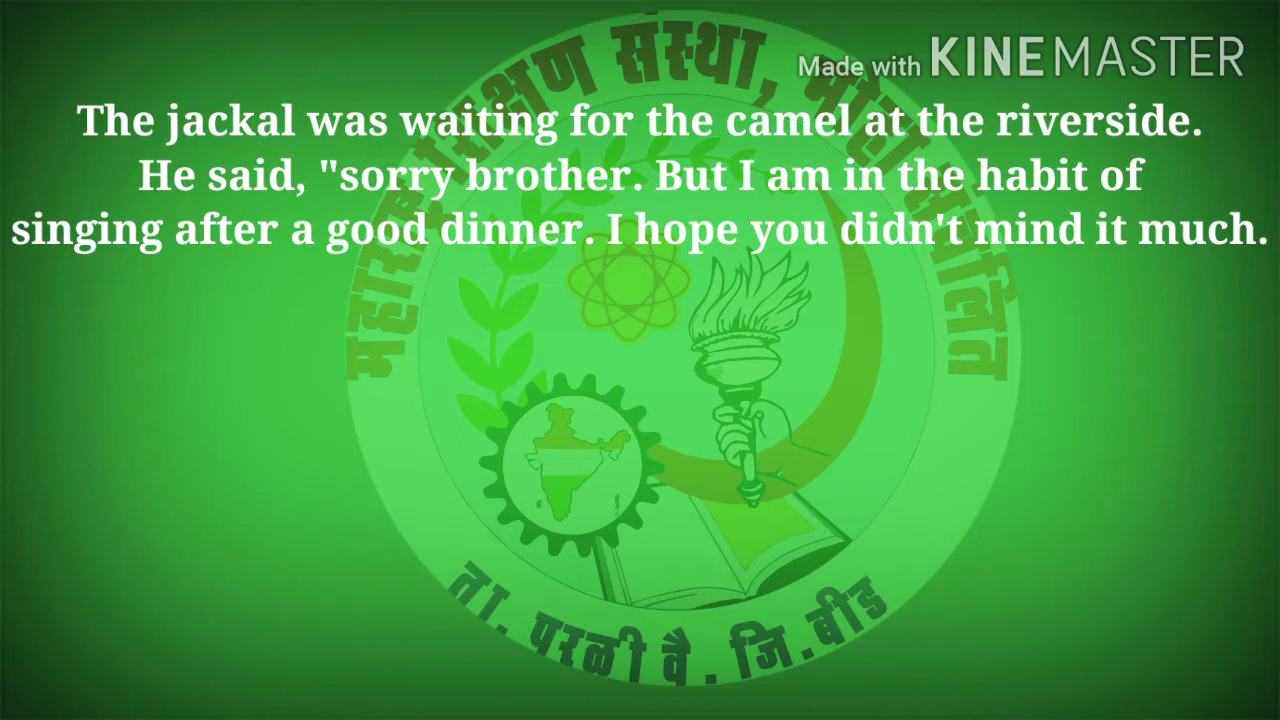 Made with KINEMASTER
The jackal was waiting for the camel at the riverside.
He said, "sorry brother. But I am in the habit of
singing after a good dinner. I hope you didn't mind it much.
संस्था,
संचालित
ता. परळी वै. जि.बीड